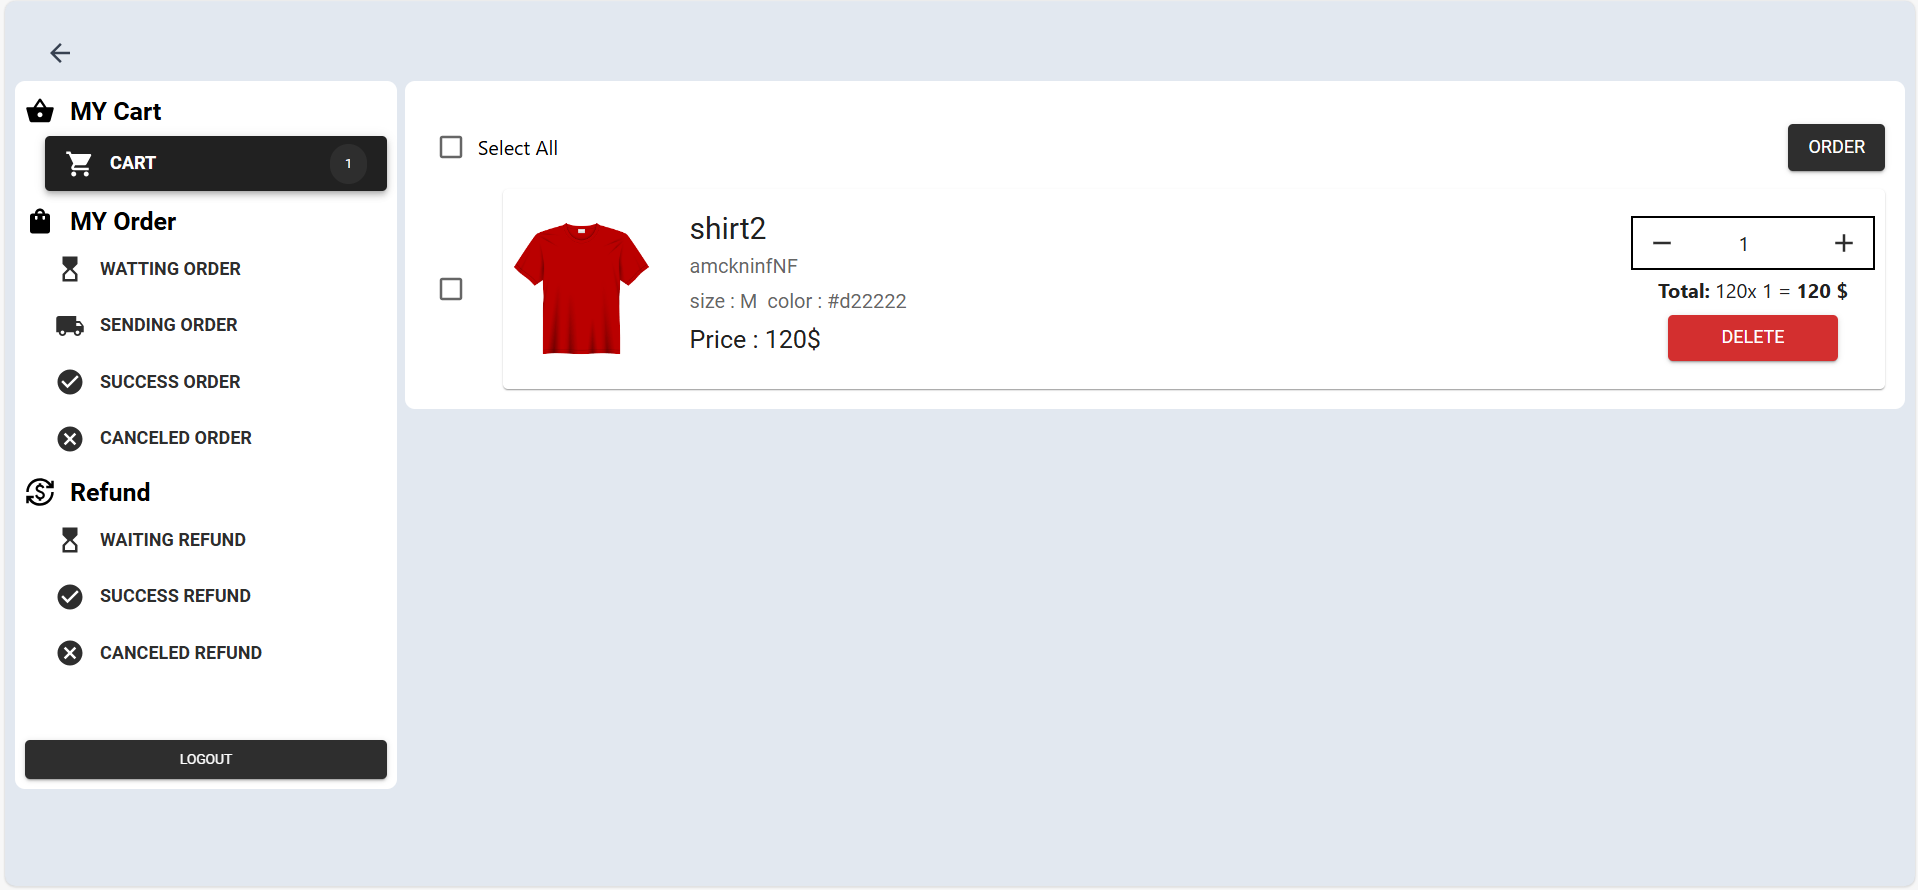 MY Cart
CART 1
MY Order
WATTING ORDER
SENDING ORDER
SUCCESS ORDER
CANCELED ORDER
Refund
WAITING REFUND
SUCCESS REFUND
CANCELED REFUND
LOGOUT
Select All
ORDER
shirt2
amckninfNF
size : M color : #d22222
Price : 120$
1
Total: 120x 1 = 120 $
DELETE